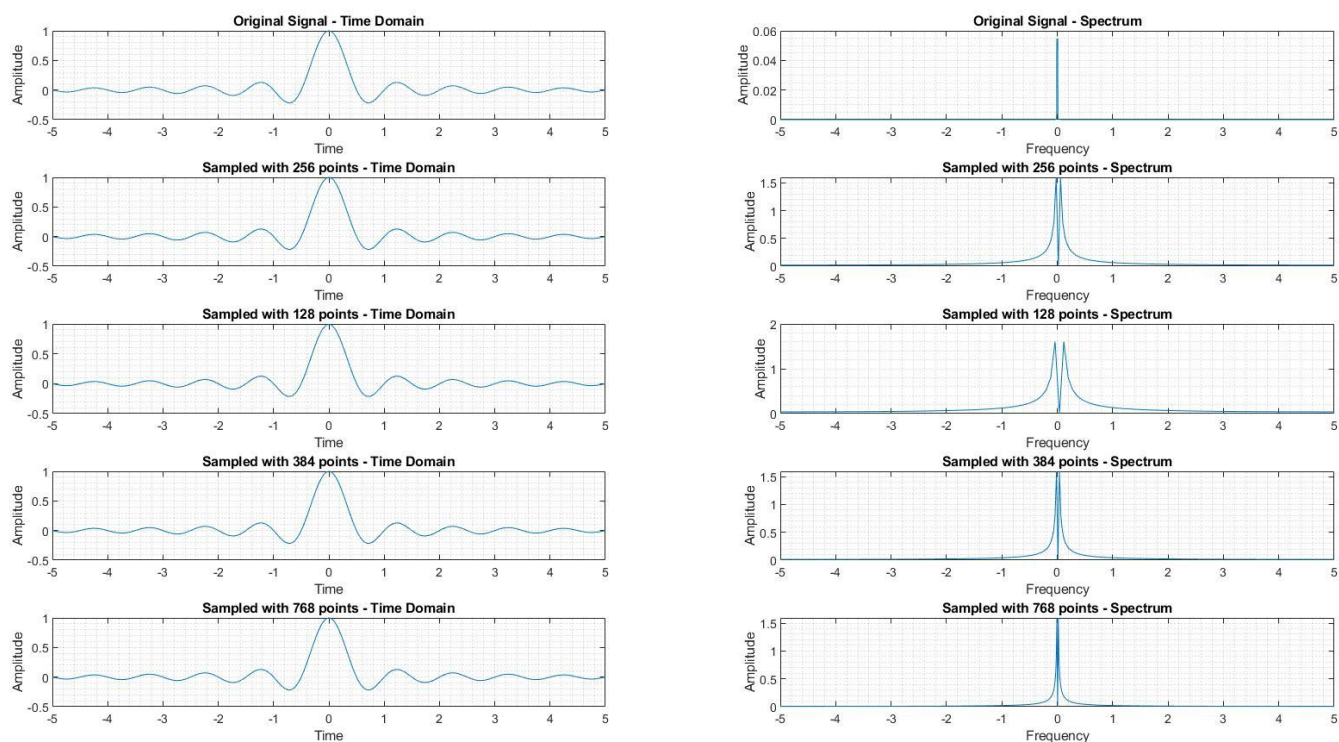 Original Signal - Time Domain
Amplitude
1
0.5
0
-0.5
-5 -4 -3 -2 -1 0 1 2 3 4 5
Time
Original Signal - Spectrum
Amplitude
0.06
0.04
0.02
0
-5 -4 -3 -2 -1 0 1 2 3 4 5
Frequency
Sampled with 256 points - Time Domain
Amplitude
1
0.5
0
-0.5
-5 -4 -3 -2 -1 0 1 2 3 4 5
Time
Sampled with 256 points - Spectrum
Amplitude
1.5
1
0.5
0
-5 -4 -3 -2 -1 0 1 2 3 4 5
Frequency
Sampled with 128 points - Time Domain
Amplitude
1
0.5
0
-0.5
-5 -4 -3 -2 -1 0 1 2 3 4 5
Time
Sampled with 128 points - Spectrum
Amplitude
2
1
0
-5 -4 -3 -2 -1 0 1 2 3 4 5
Frequency
Sampled with 384 points - Time Domain
Amplitude
1
0.5
0
-0.5
-5 -4 -3 -2 -1 0 1 2 3 4 5
Time
Sampled with 384 points - Spectrum
Amplitude
1.5
1
0.5
0
-5 -4 -3 -2 -1 0 1 2 3 4 5
Frequency
Sampled with 768 points - Time Domain
Amplitude
1
0.5
0
-0.5
-5 -4 -3 -2 -1 0 1 2 3 4 5
Time
Sampled with 768 points - Spectrum
Amplitude
1.5
1
0.5
0
-5 -4 -3 -2 -1 0 1 2 3 4 5
Frequency